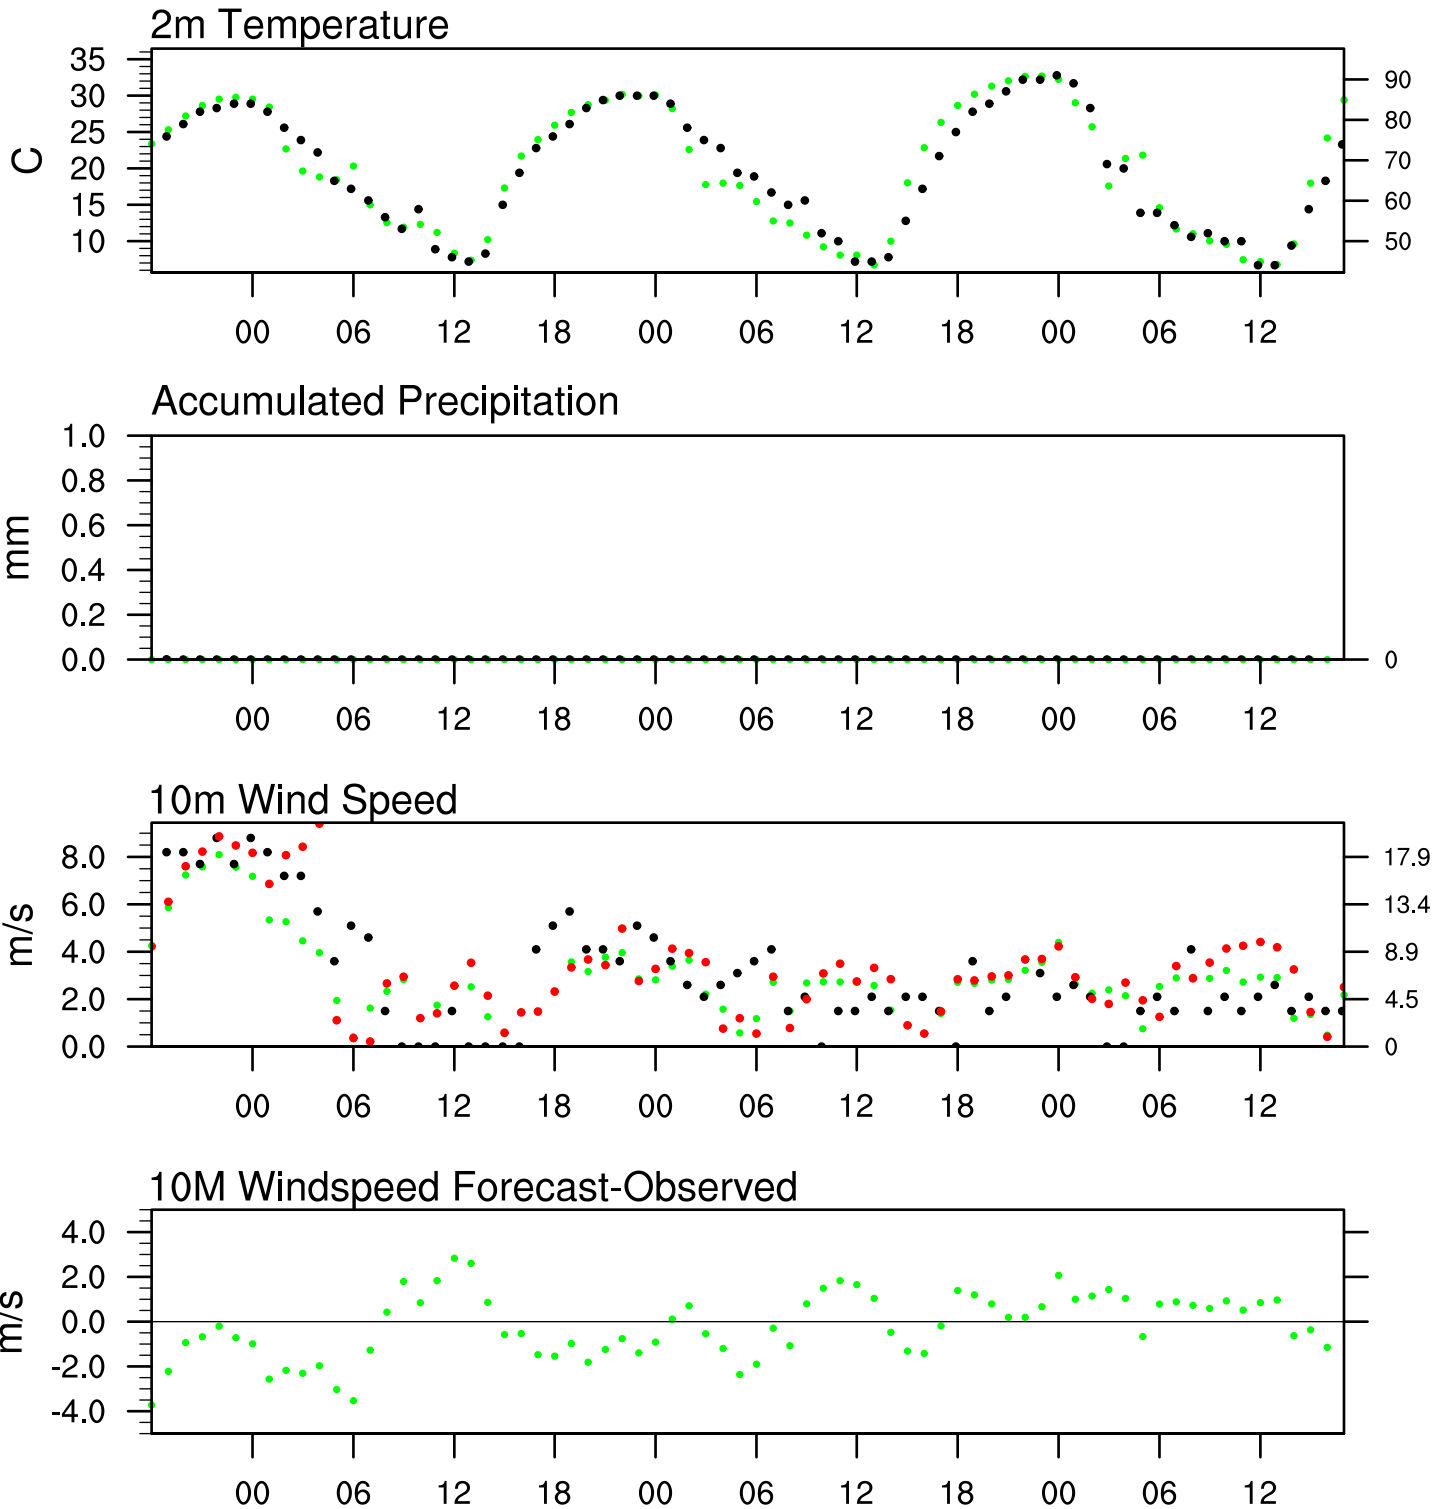 2m Temperature
35
30 90
25 80
C 20 70
15 60
10 50
00 06 12 18 00 06 12 18 00 06 12
Accumulated Precipitation
1.0
0.8
0.6
mm
0.4
0.2
0.0 0
00 06 12 18 00 06 12 18 00 06 12
10m Wind Speed
8.0 17.9
6.0 13.4
m/s
4.0 8.9
2.0 4.5
0.0 0
00 06 12 18 00 06 12 18 00 06 12
10M Windspeed Forecast-Observed
4.0
2.0
m/s 0.0
-2.0
-4.0
00 06 12 18 00 06 12 18 00 06 12